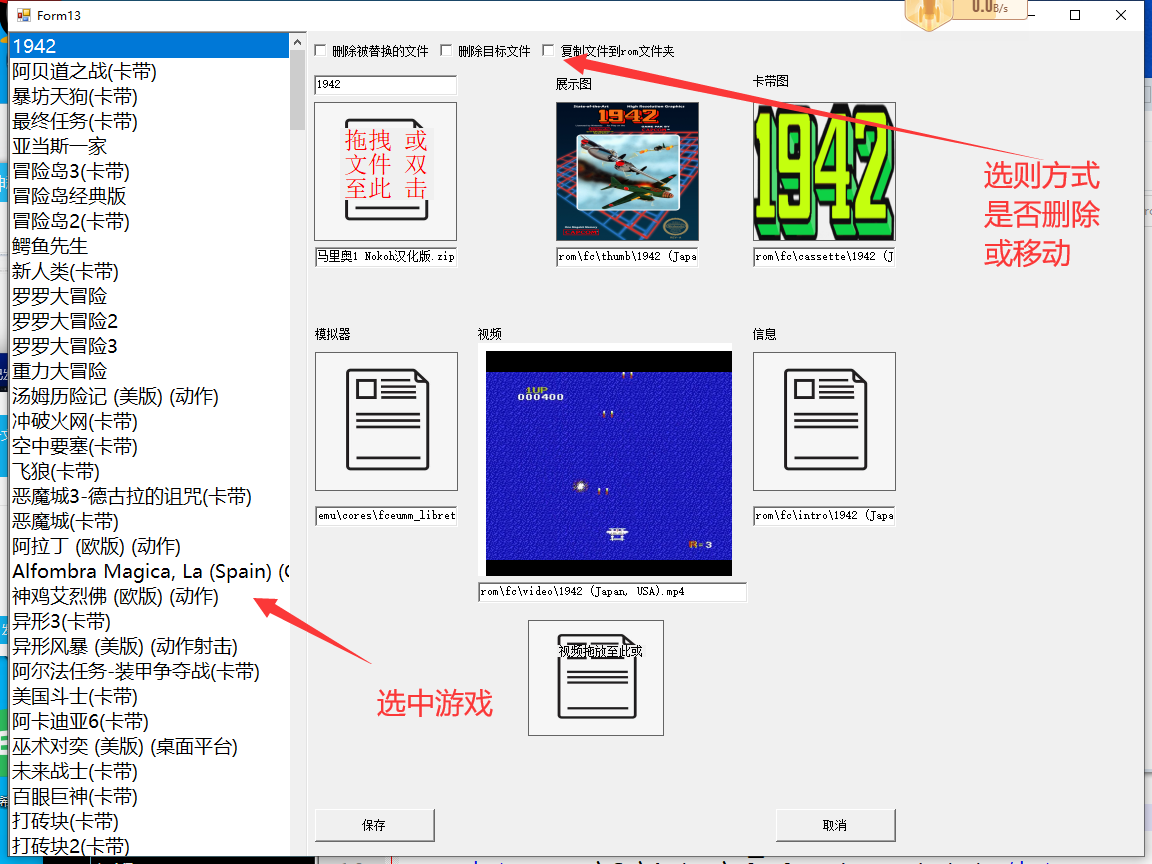 Form13
0.0B/s
1942
阿贝道之战(卡带)
暴坊天狗(卡带)
最终任务(卡带)
亚当斯一家
冒险岛3(卡带)
冒险岛经典版
冒险岛2(卡带)
鳄鱼先生
新人类(卡带)
罗罗大冒险
罗罗大冒险2
罗罗大冒险3
重力大冒险
汤姆历险记 (美版) (动作)
冲破火网(卡带)
空中要塞(卡带)
飞狼(卡带)
恶魔城3-德古拉的诅咒(卡带)
恶魔城(卡带)
阿拉丁 (欧版) (动作)
Alfombra Magica, La (Spain) (
神鸡艾烈佛 (欧版) (动作)
异形3(卡带)
异形风暴 (美版) (动作射击)
阿尔法任务-装甲争夺战(卡带)
美国斗士(卡带)
阿卡迪亚6(卡带)
巫术对奕 (美版) (桌面平台)
未来战士(卡带)
百眼巨神(卡带)
打砖块(卡带)
打砖块2(卡带)
删除被替换的文件 删除目标文件 复制文件到rom文件夹
1942
展示图
卡带图
拖拽 或
文件 双
至此 击
State-of-the-Art High Resolution Graphics
1942
1942
马里奥1 Nokoh汉化版.zip
rom\fc\thumb\1942 (Japa
rom\fc\cassette\1942 (J
选则方式
是否删除
或移动
模拟器
视频
信息
1UP
000400
R=3
emu\cores\fceumm_libret
rom\fc\intro\1942 (Japa
rom\fc\video\1942 (Japan, USA).mp4
视频拖放至此或
选中游戏
保存
取消